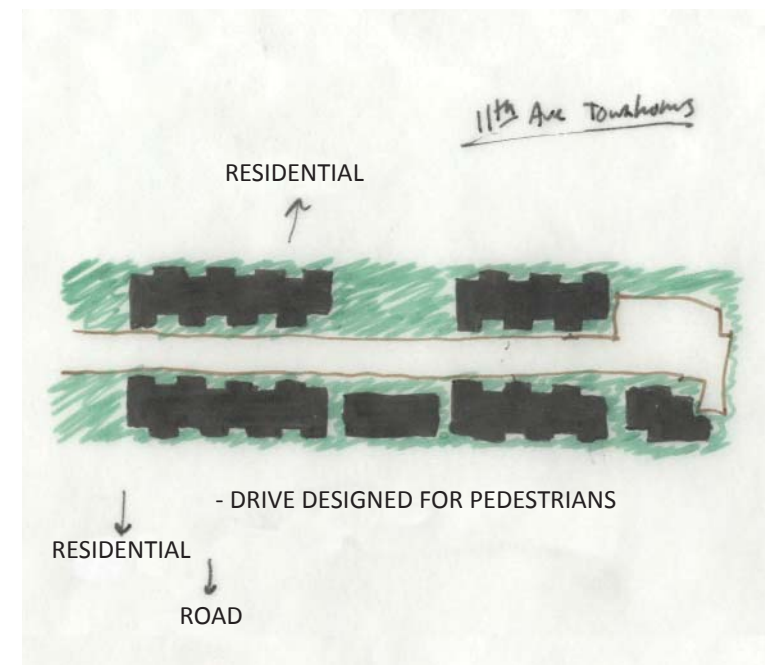 11th Ave Townhomes
RESIDENTIAL
- DRIVE DESIGNED FOR PEDESTRIANS
RESIDENTIAL
ROAD